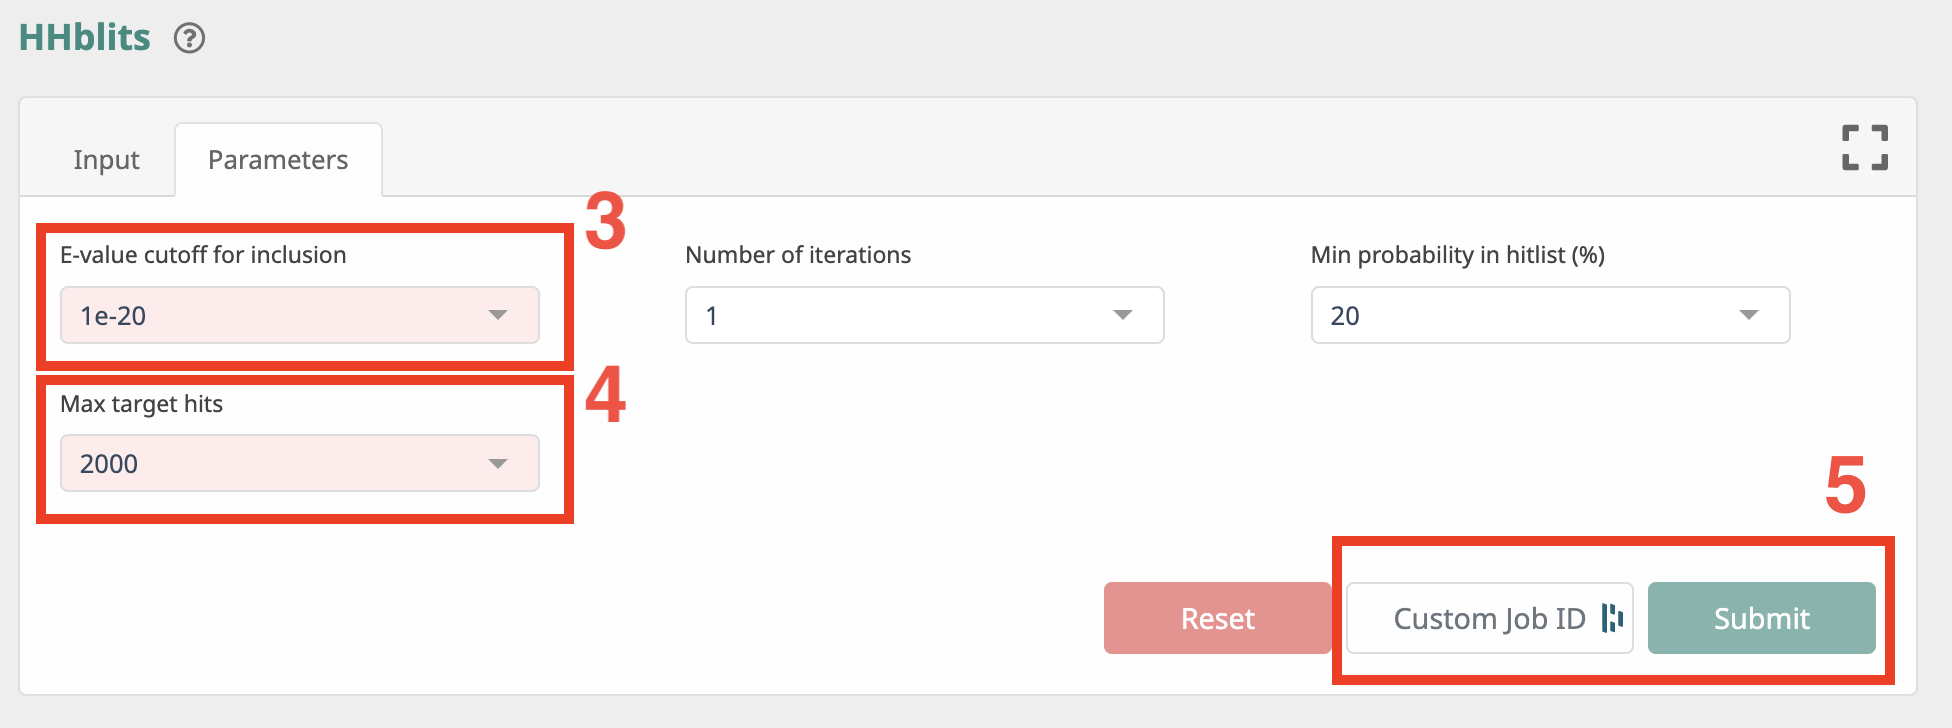 HHblits ?
Input Parameters
3
E-value cutoff for inclusion Number of iterations Min probability in hitlist (%)
1e-20 1 20
4
Max target hits
2000
5
Reset Custom Job ID Submit